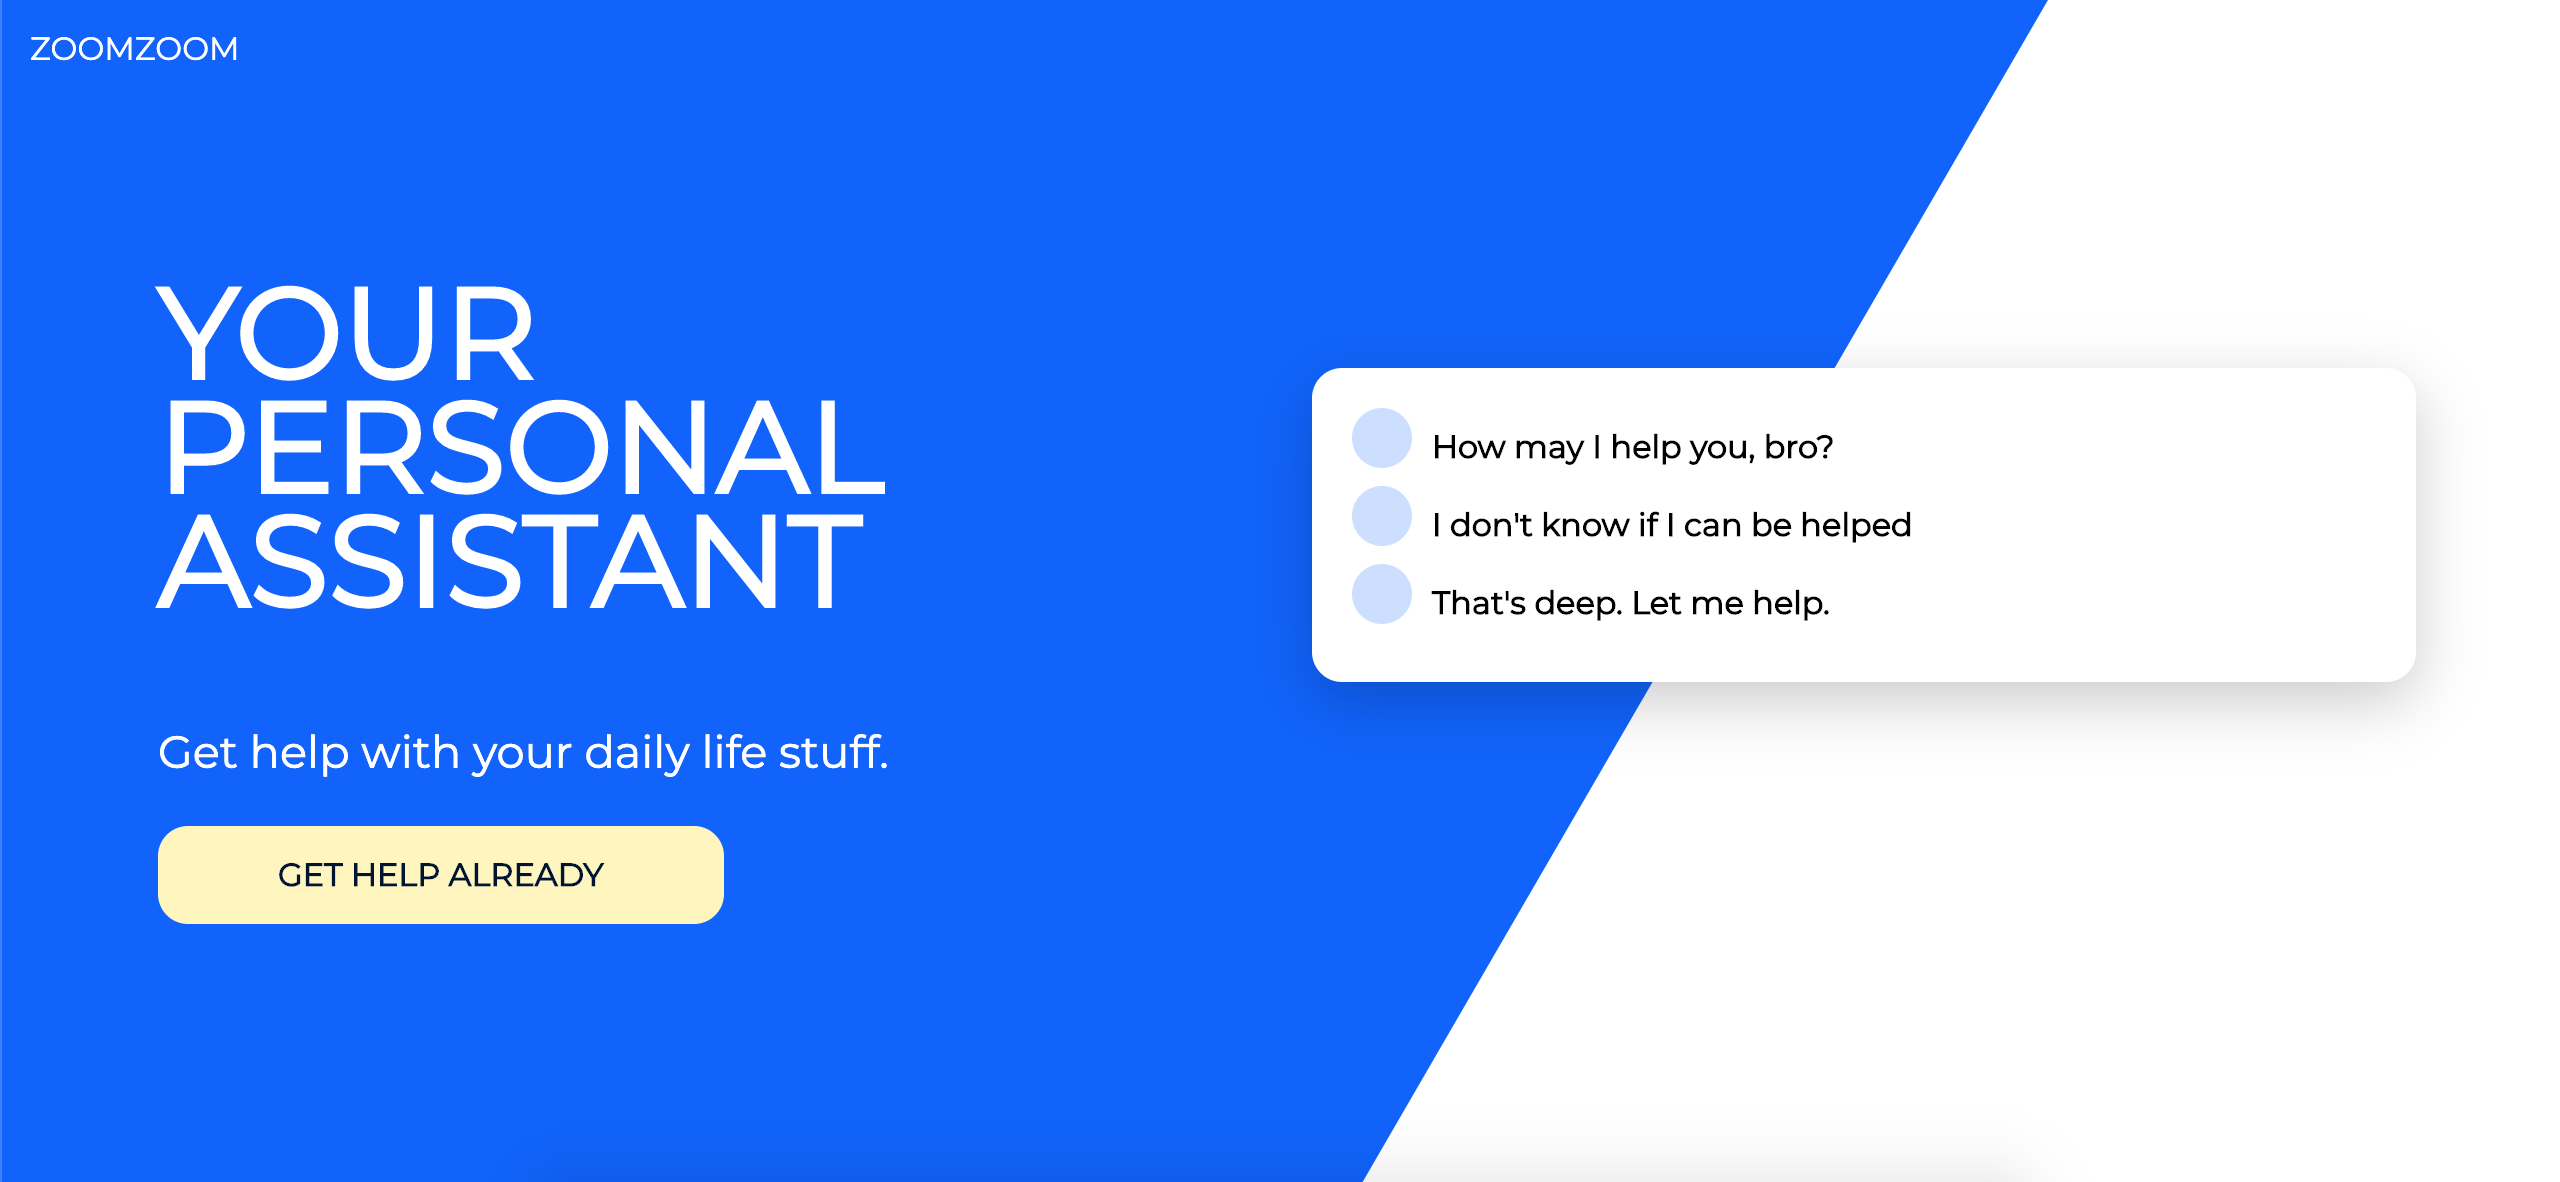 ZOOMZOOM
YOUR
PERSONAL
ASSISTANT
Get help with your daily life stuff.
GET HELP ALREADY
How may I help you, bro?
I don't know if I can be helped
That's deep. Let me help.